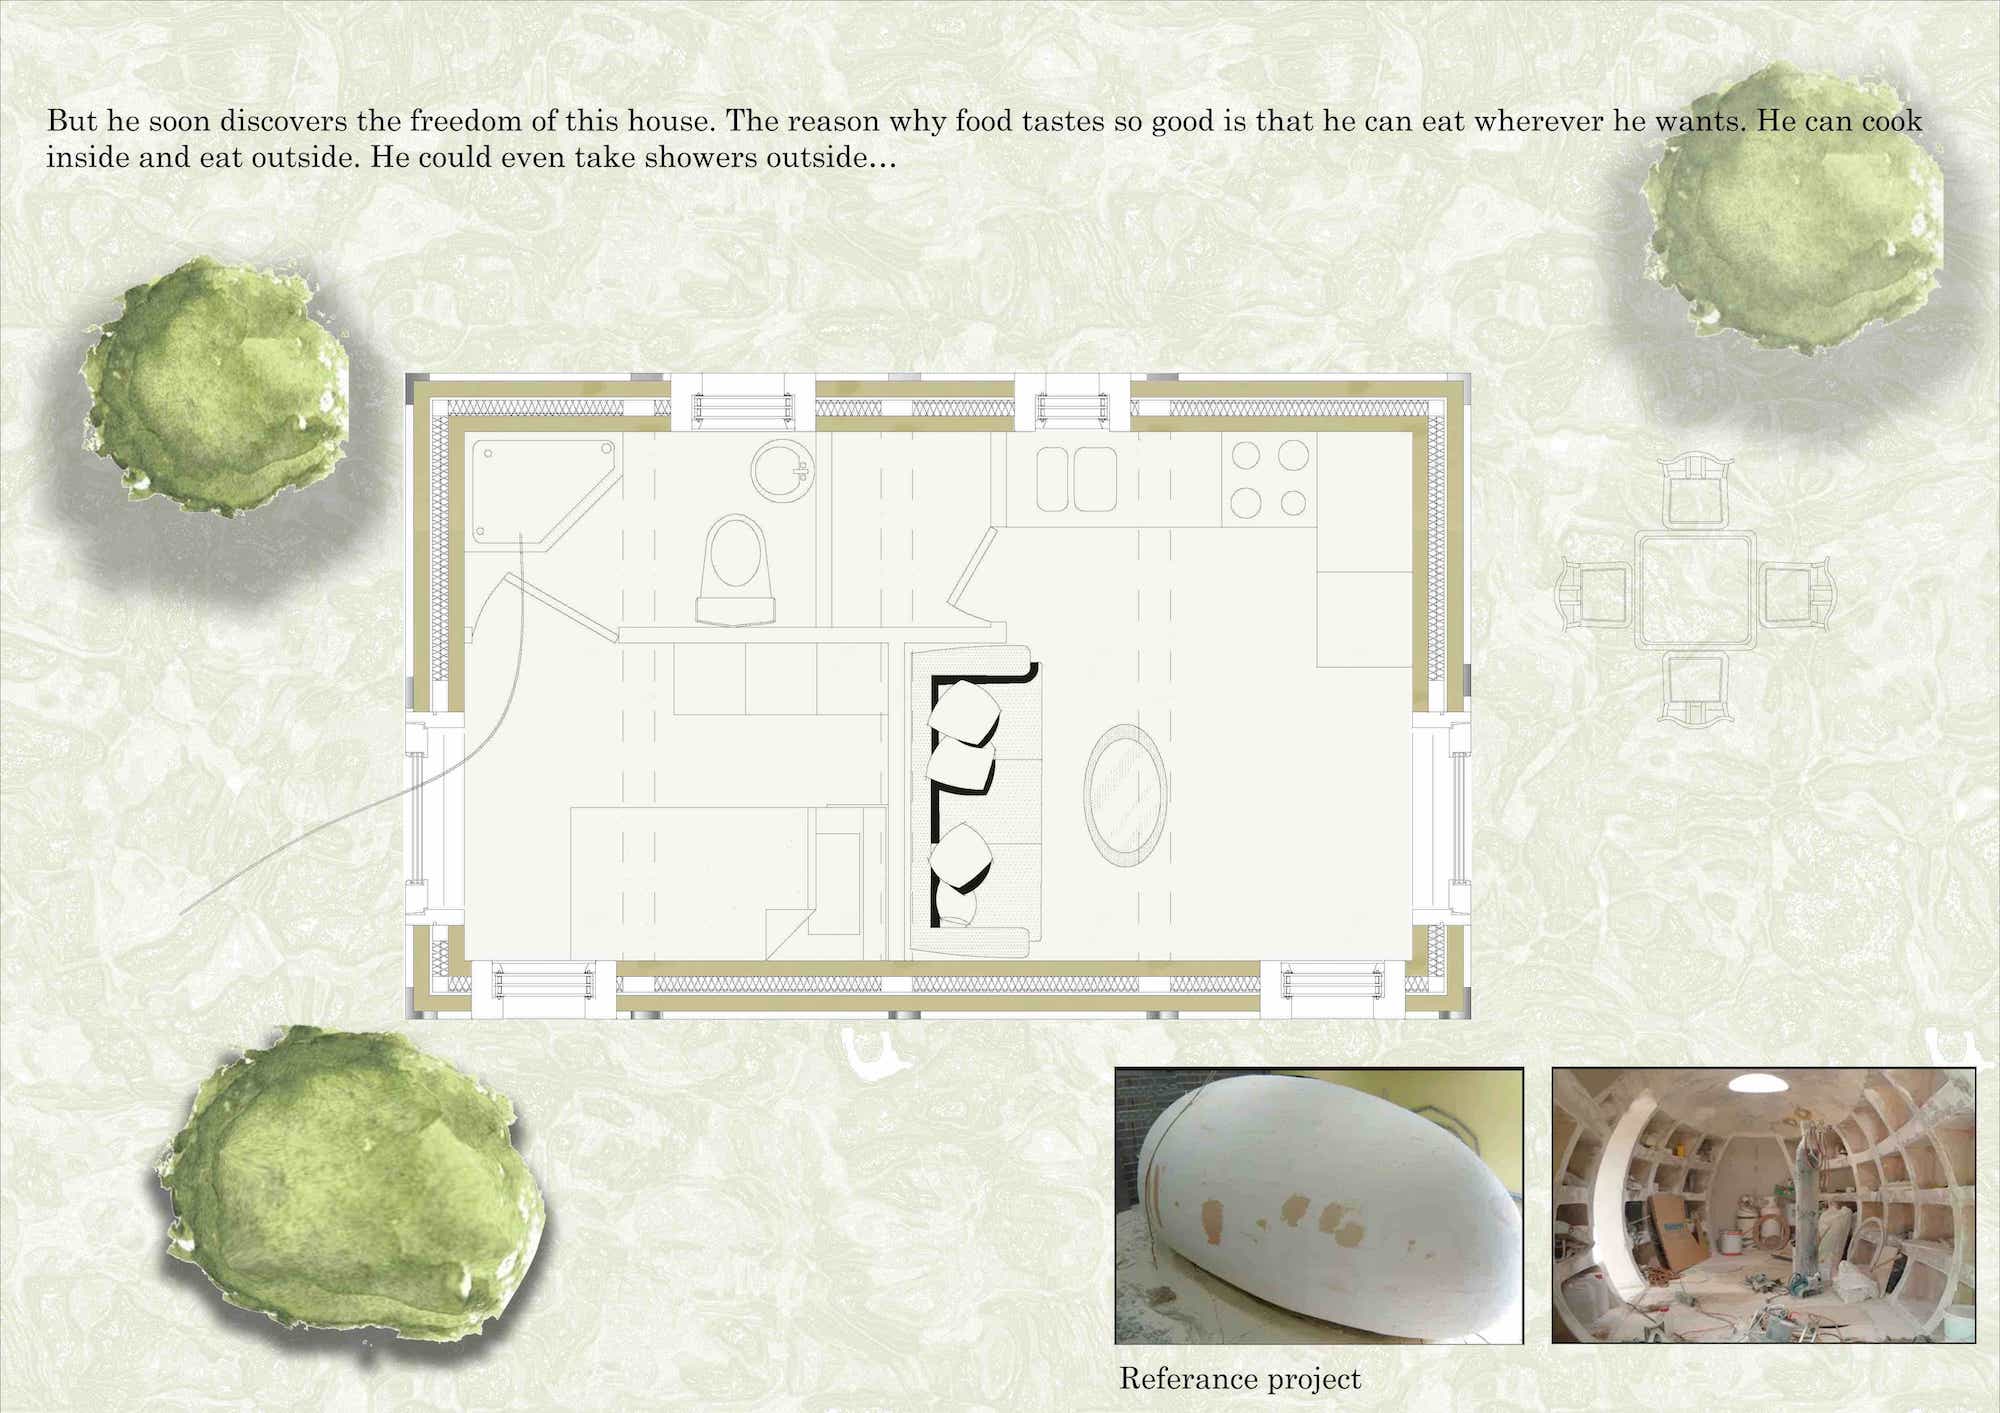 But he soon discovers the freedom of this house. The reason why food tastes so good is that he can eat wherever he wants. He can cook
inside and eat outside. He could even take showers outside…
Referance project